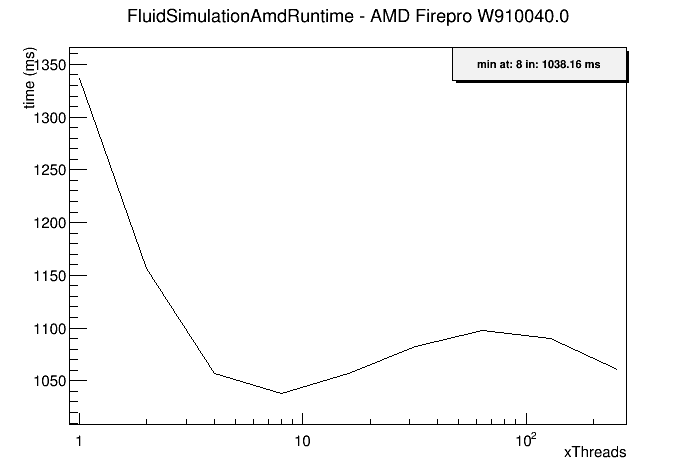 FluidSimulationAmdRuntime - AMD Firepro W910040.0
time (ms)
min at: 8 in: 1038.16 ms
1350
1300
1250
1200
1150
1100
1050
1
10
10²
xThreads